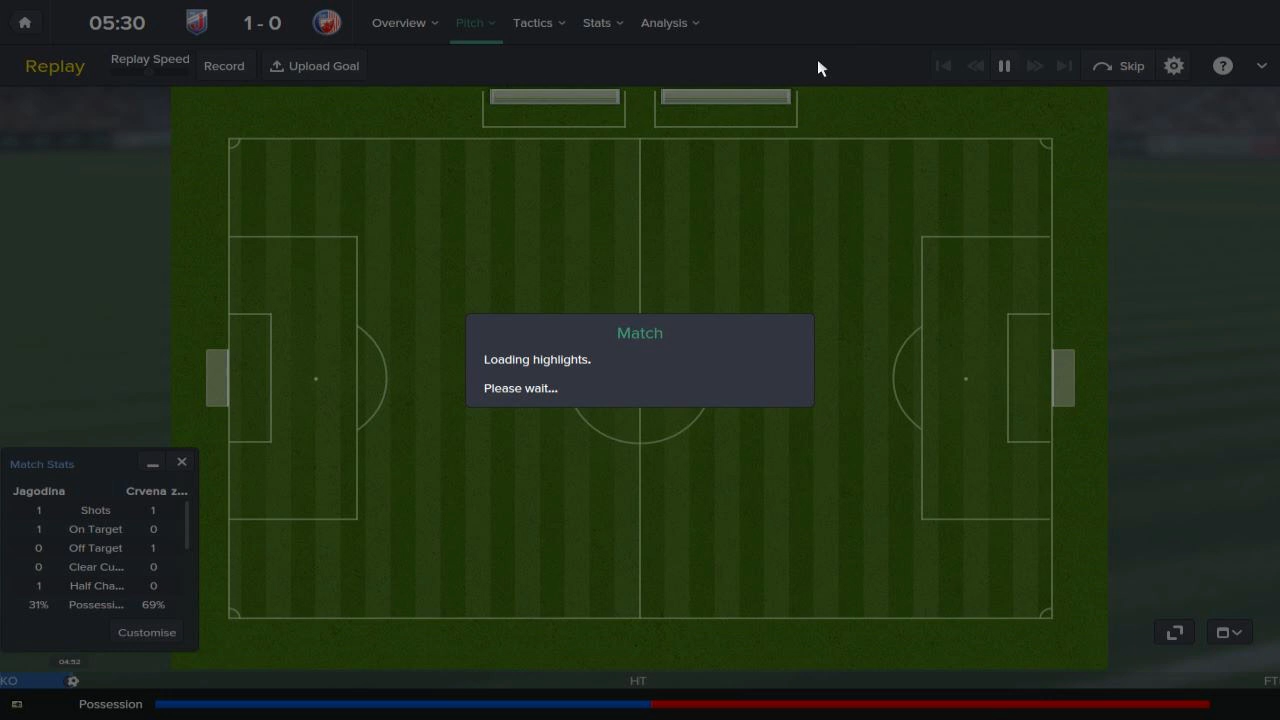 05:30
1 - 0
Overview
Pitch
Tactics
Stats
Analysis
Replay
Replay Speed
Record
Upload Goal
Skip
?
Match
Loading highlights.
Please wait...
Match Stats
Jagodina Crvena z...
1 Shots 1
1 On Target 0
0 Off Target 1
0 Clear Cu... 0
1 Half Cha... 0
31% Possessi... 69%
Customise
04:52
KO
HT
FT
Possession